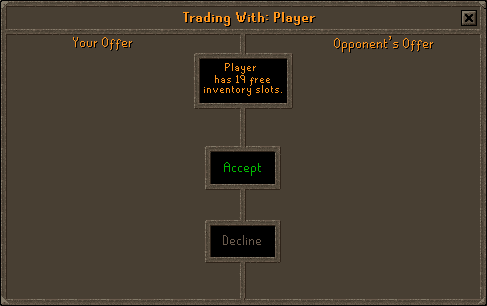 Trading With: Player
Your Offer
Opponent's Offer
Player
has 19 free
inventory slots.
Accept
Decline